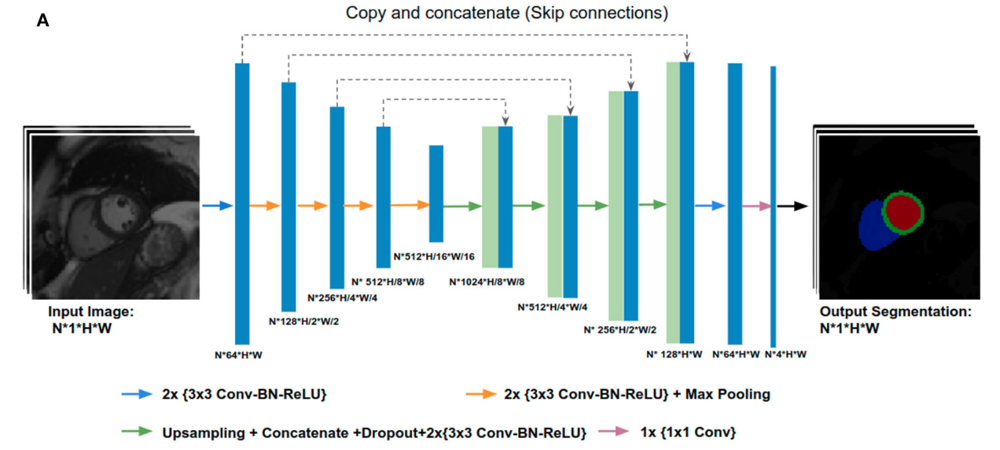 A
Copy and concatenate (Skip connections)
Input Image:
N*1*H*W
N*64*H*W
N*128*H/2*W/2
N*256*H/4*W/4
N* 512*H/8*W/8
N*512*H/16*W/16
N*1024*H/8*W/8
N*512*H/4*W/4
N* 256*H/2*W/2
N* 128*H*W
N*64*H*W
N*4*H*W
Output Segmentation:
N*1*H*W
2x {3x3 Conv-BN-ReLU}
2x {3x3 Conv-BN-ReLU} + Max Pooling
Upsampling + Concatenate +Dropout+2x{3x3 Conv-BN-ReLU}
1x {1x1 Conv}